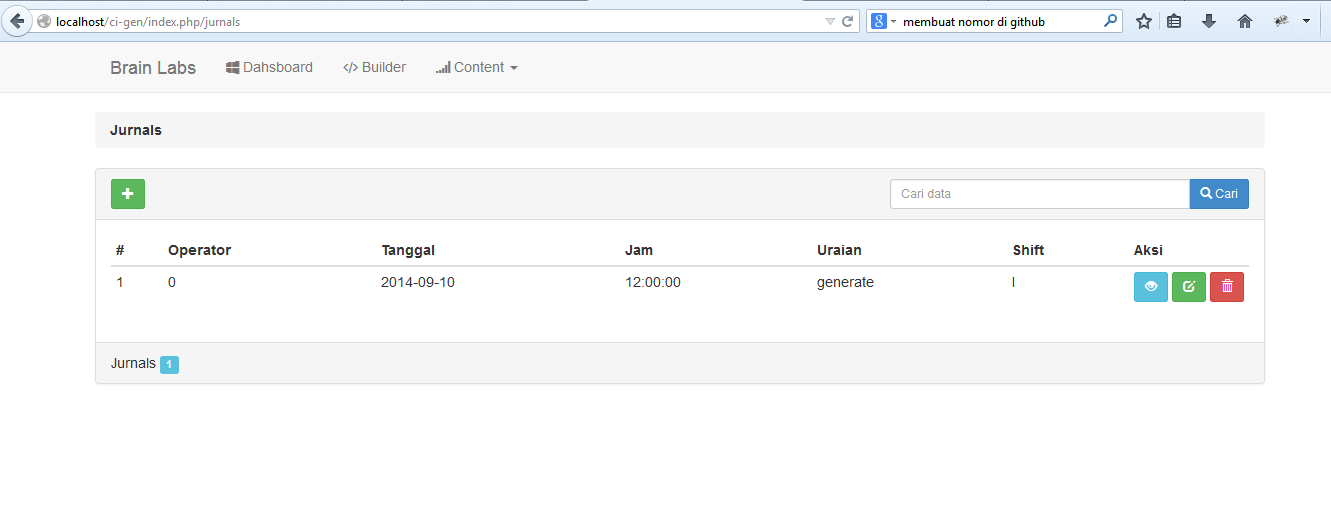 localhost/ci-gen/index.php/jurnals
membuat nomor di github
Brain Labs Dahsboard </> Builder Content
Jurnals
Cari data Cari
# Operator Tanggal Jam Uraian Shift Aksi
1 0 2014-09-10 12:00:00 generate I
Jurnals 1